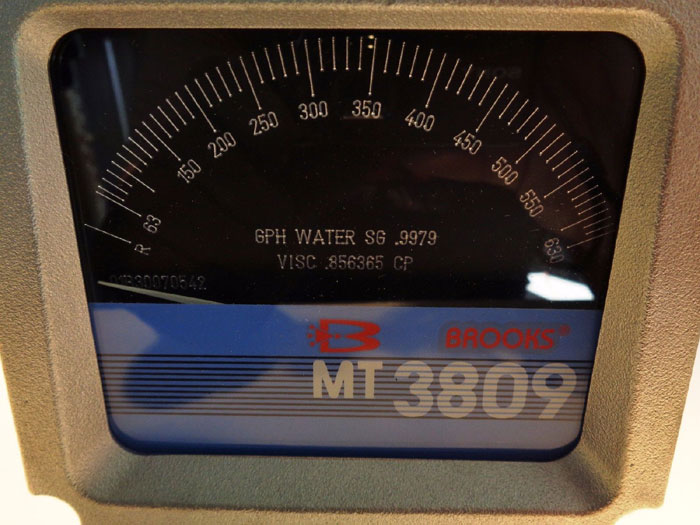 R 63 150 200 250 300 350 400 450 500 550 630
GPH WATER SG .9979
VISC .856365 CP
BROOKS®
MT 3809